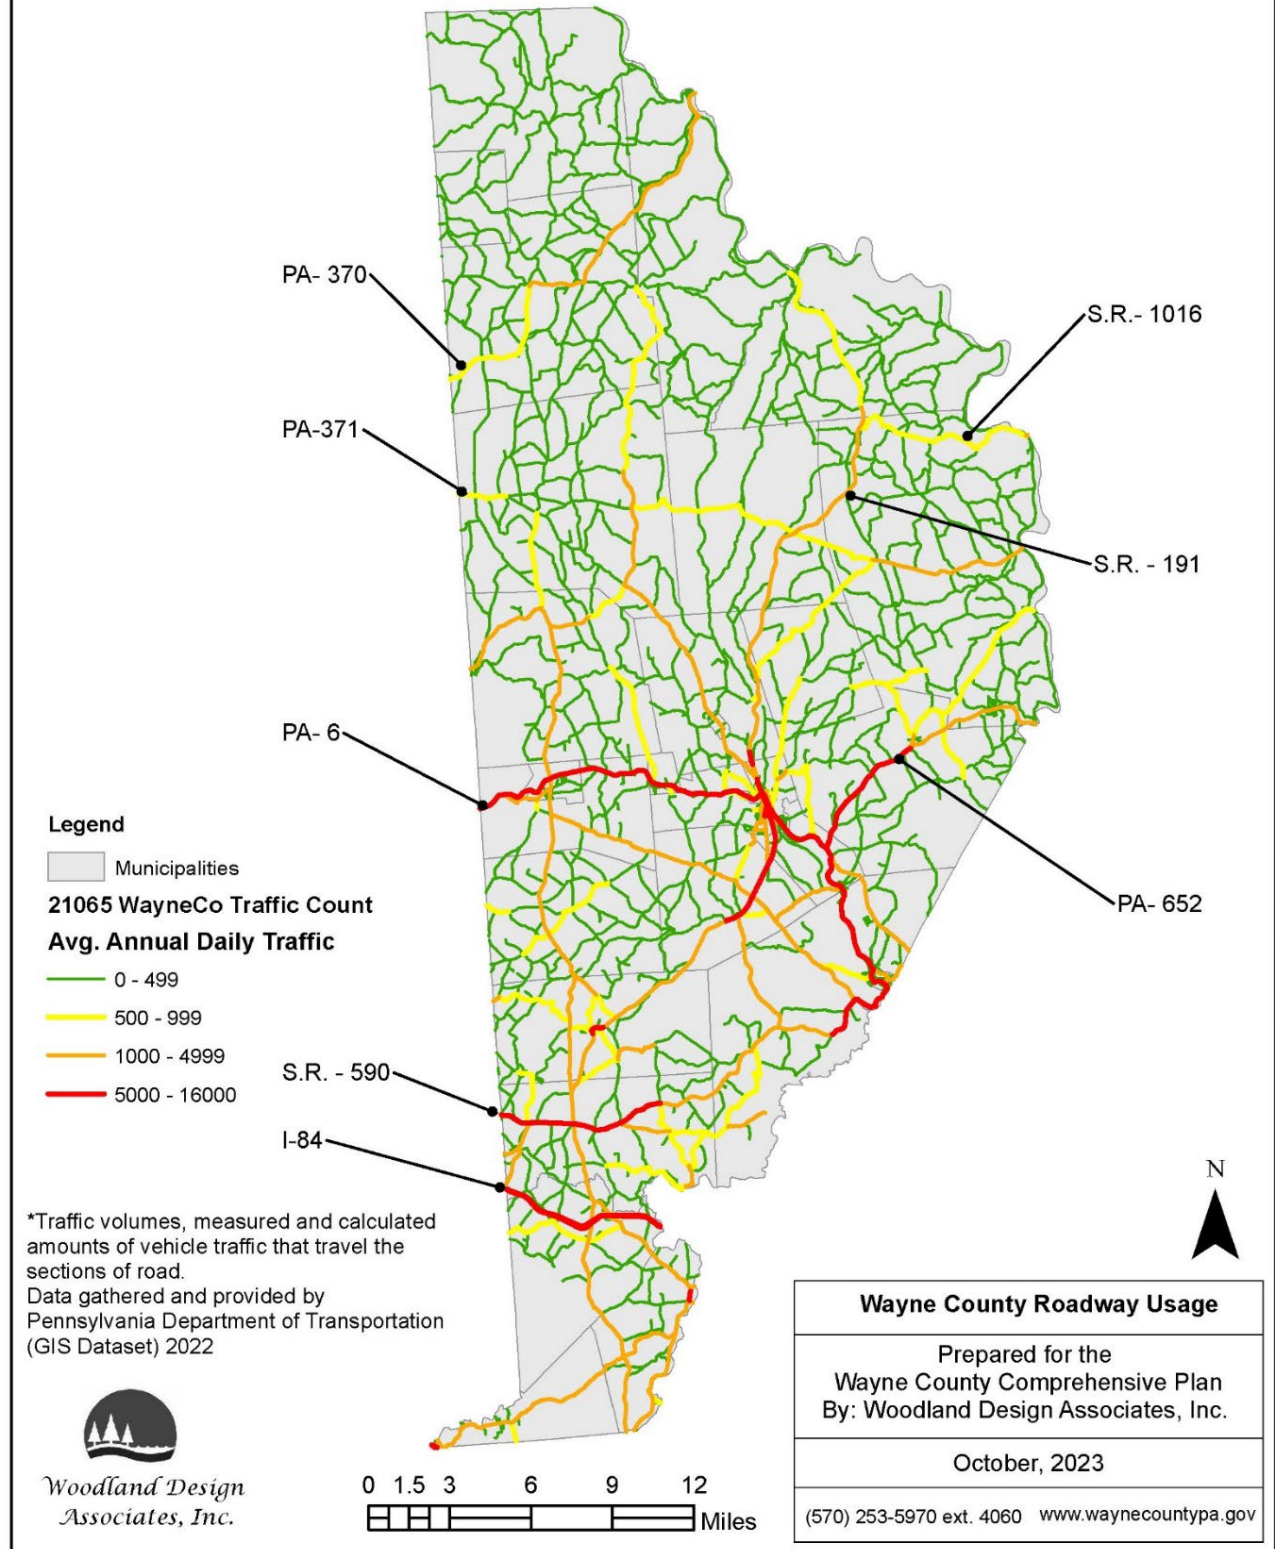 PA- 370
S.R.- 1016
PA-371
S.R. - 191
PA- 6
PA- 652
Legend
Municipalities
21065 WayneCo Traffic Count
Avg. Annual Daily Traffic
0 - 499
500 - 999
1000 - 4999
5000 - 16000
S.R. - 590
I-84
*Traffic volumes, measured and calculated
amounts of vehicle traffic that travel the
sections of road.
Data gathered and provided by
Pennsylvania Department of Transportation
(GIS Dataset) 2022
Woodland Design
Associates, Inc.
0 1.5 3 6 9 12
Miles
N
Wayne County Roadway Usage
Prepared for the
Wayne County Comprehensive Plan
By: Woodland Design Associates, Inc.
October, 2023
(570) 253-5970 ext. 4060 www.waynecountypa.gov